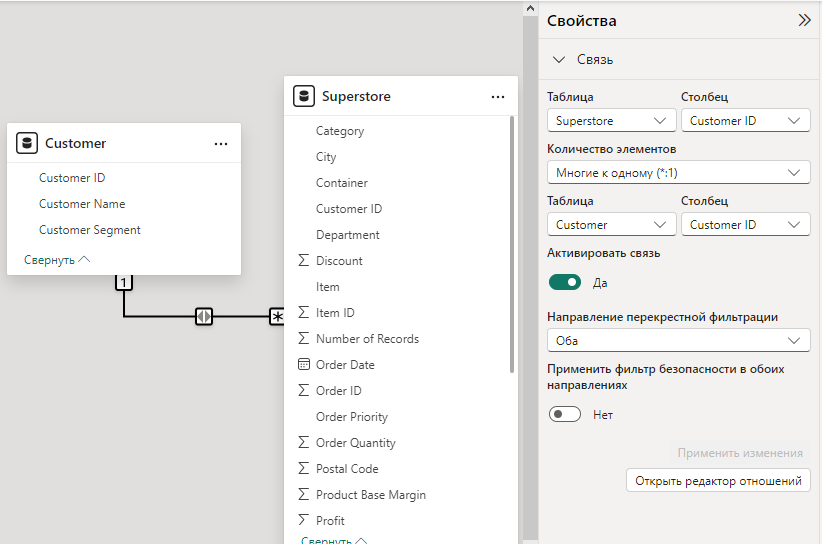 Customer
Customer ID
Customer Name
Customer Segment
Свернуть
1
*
Superstore
Category
City
Container
Customer ID
Department
Discount
Item
Item ID
Number of Records
Order Date
Order ID
Order Priority
Order Quantity
Postal Code
Product Base Margin
Profit
Свернуть
Свойства
Связь
Таблица Столбец
Superstore Customer ID
Количество элементов
Многие к одному (*:1)
Таблица Столбец
Customer Customer ID
Активировать связь
Да
Направление перекрестной фильтрации
Оба
Применить фильтр безопасности в обоих
направлениях
Нет
Применить изменения
Открыть редактор отношений